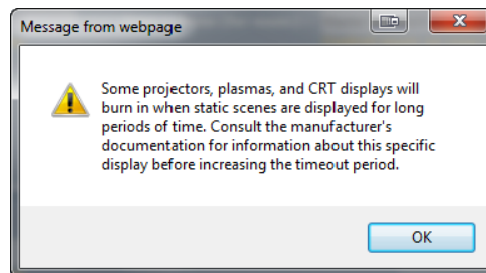 Message from webpage
Some projectors, plasmas, and CRT displays will
burn in when static scenes are displayed for long
periods of time. Consult the manufacturer's
documentation for information about this specific
display before increasing the timeout period.
OK